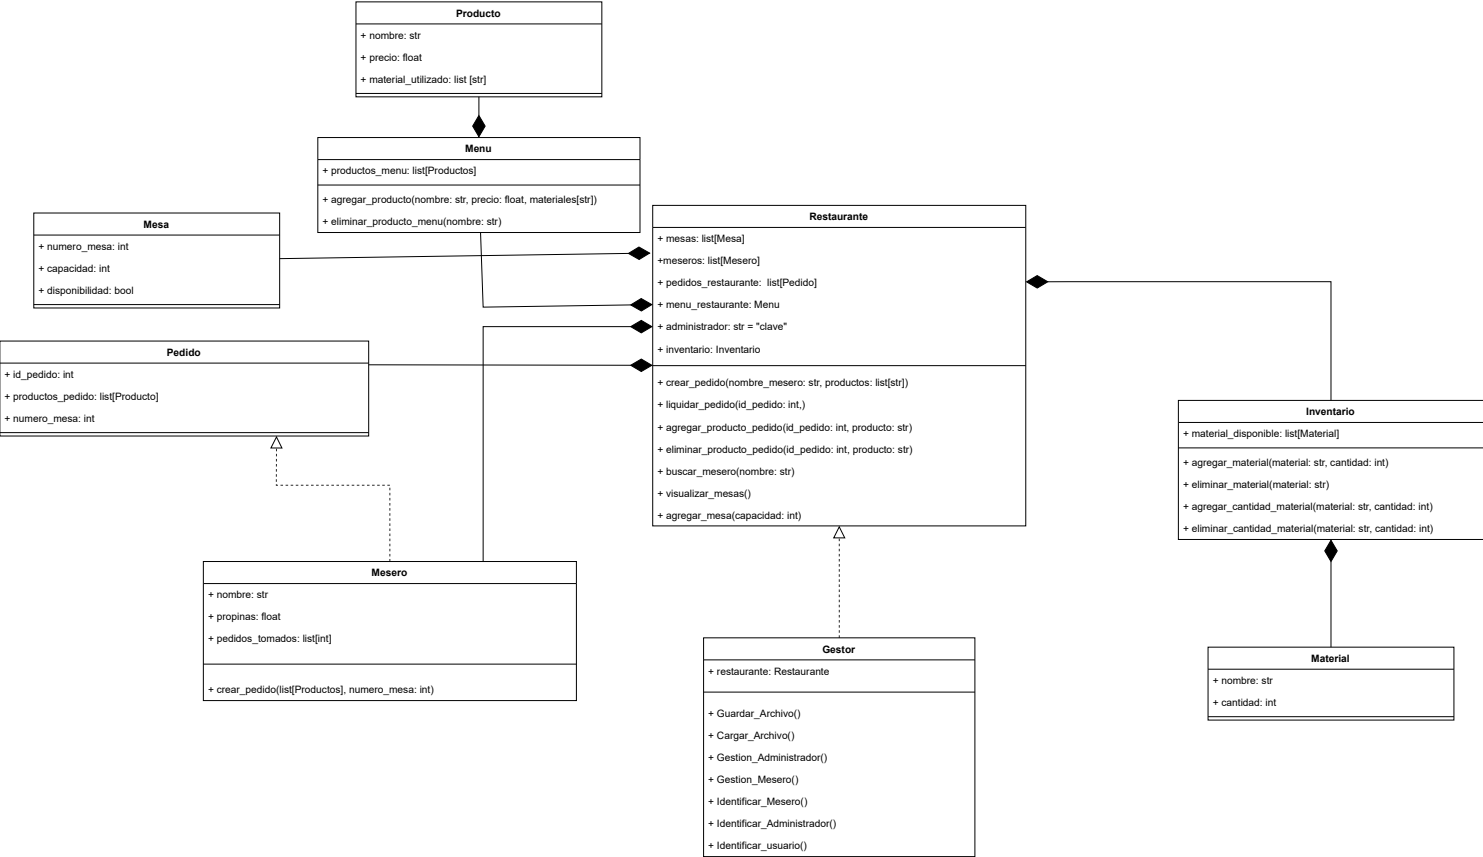 Producto
+ nombre: str
+ precio: float
+ material_utilizado: list [str]
Menu
+ productos_menu: list[Productos]
+ agregar_producto(nombre: str, precio: float, materiales[str])
+ eliminar_producto_menu(nombre: str)
Mesa
+ numero_mesa: int
+ capacidad: int
+ disponibilidad: bool
Restaurante
+ mesas: list[Mesa]
+meseros: list[Mesero]
+ pedidos_restaurante:  list[Pedido]
+ menu_restaurante: Menu
+ administrador: str = "clave"
+ inventario: Inventario
+ crear_pedido(nombre_mesero: str, productos: list[str])
+ liquidar_pedido(id_pedido: int,)
+ agregar_producto_pedido(id_pedido: int, producto: str)
+ eliminar_producto_pedido(id_pedido: int, producto: str)
+ buscar_mesero(nombre: str)
+ visualizar_mesas()
+ agregar_mesa(capacidad: int)
Pedido
+ id_pedido: int
+ productos_pedido: list[Producto]
+ numero_mesa: int
Inventario
+ material_disponible: list[Material]
+ agregar_material(material: str, cantidad: int)
+ eliminar_material(material: str)
+ agregar_cantidad_material(material: str, cantidad: int)
+ eliminar_cantidad_material(material: str, cantidad: int)
Mesero
+ nombre: str
+ propinas: float
+ pedidos_tomados: list[int]
+ crear_pedido(list[Productos], numero_mesa: int)
Gestor
+ restaurante: Restaurante
+ Guardar_Archivo()
+ Cargar_Archivo()
+ Gestion_Administrador()
+ Gestion_Mesero()
+ Identificar_Mesero()
+ Identificar_Administrador()
+ Identificar_usuario()
Material
+ nombre: str
+ cantidad: int